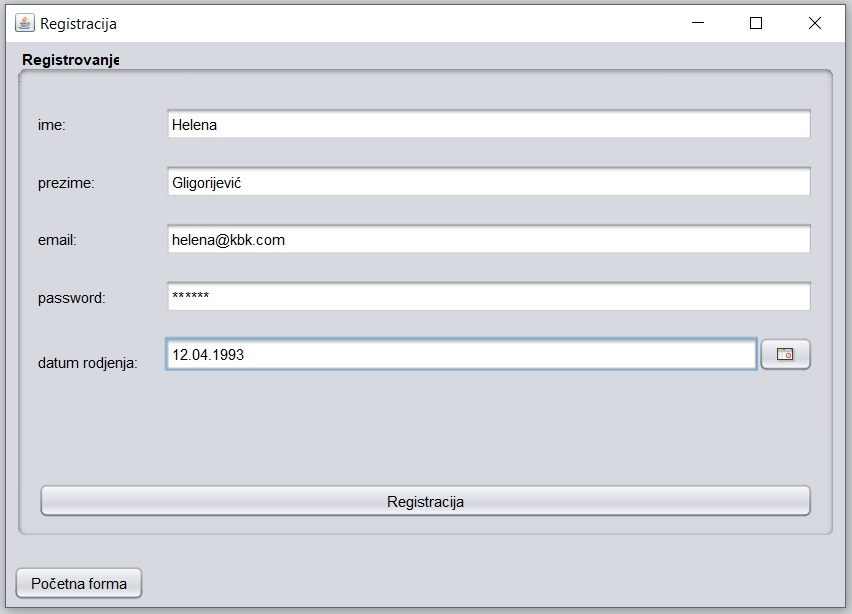 Registracija
Registrovanje
ime: Helena
prezime: Gligorijević
email: helena@kbk.com
password: ******
datum rodjenja: 12.04.1993
Registracija
Početna forma